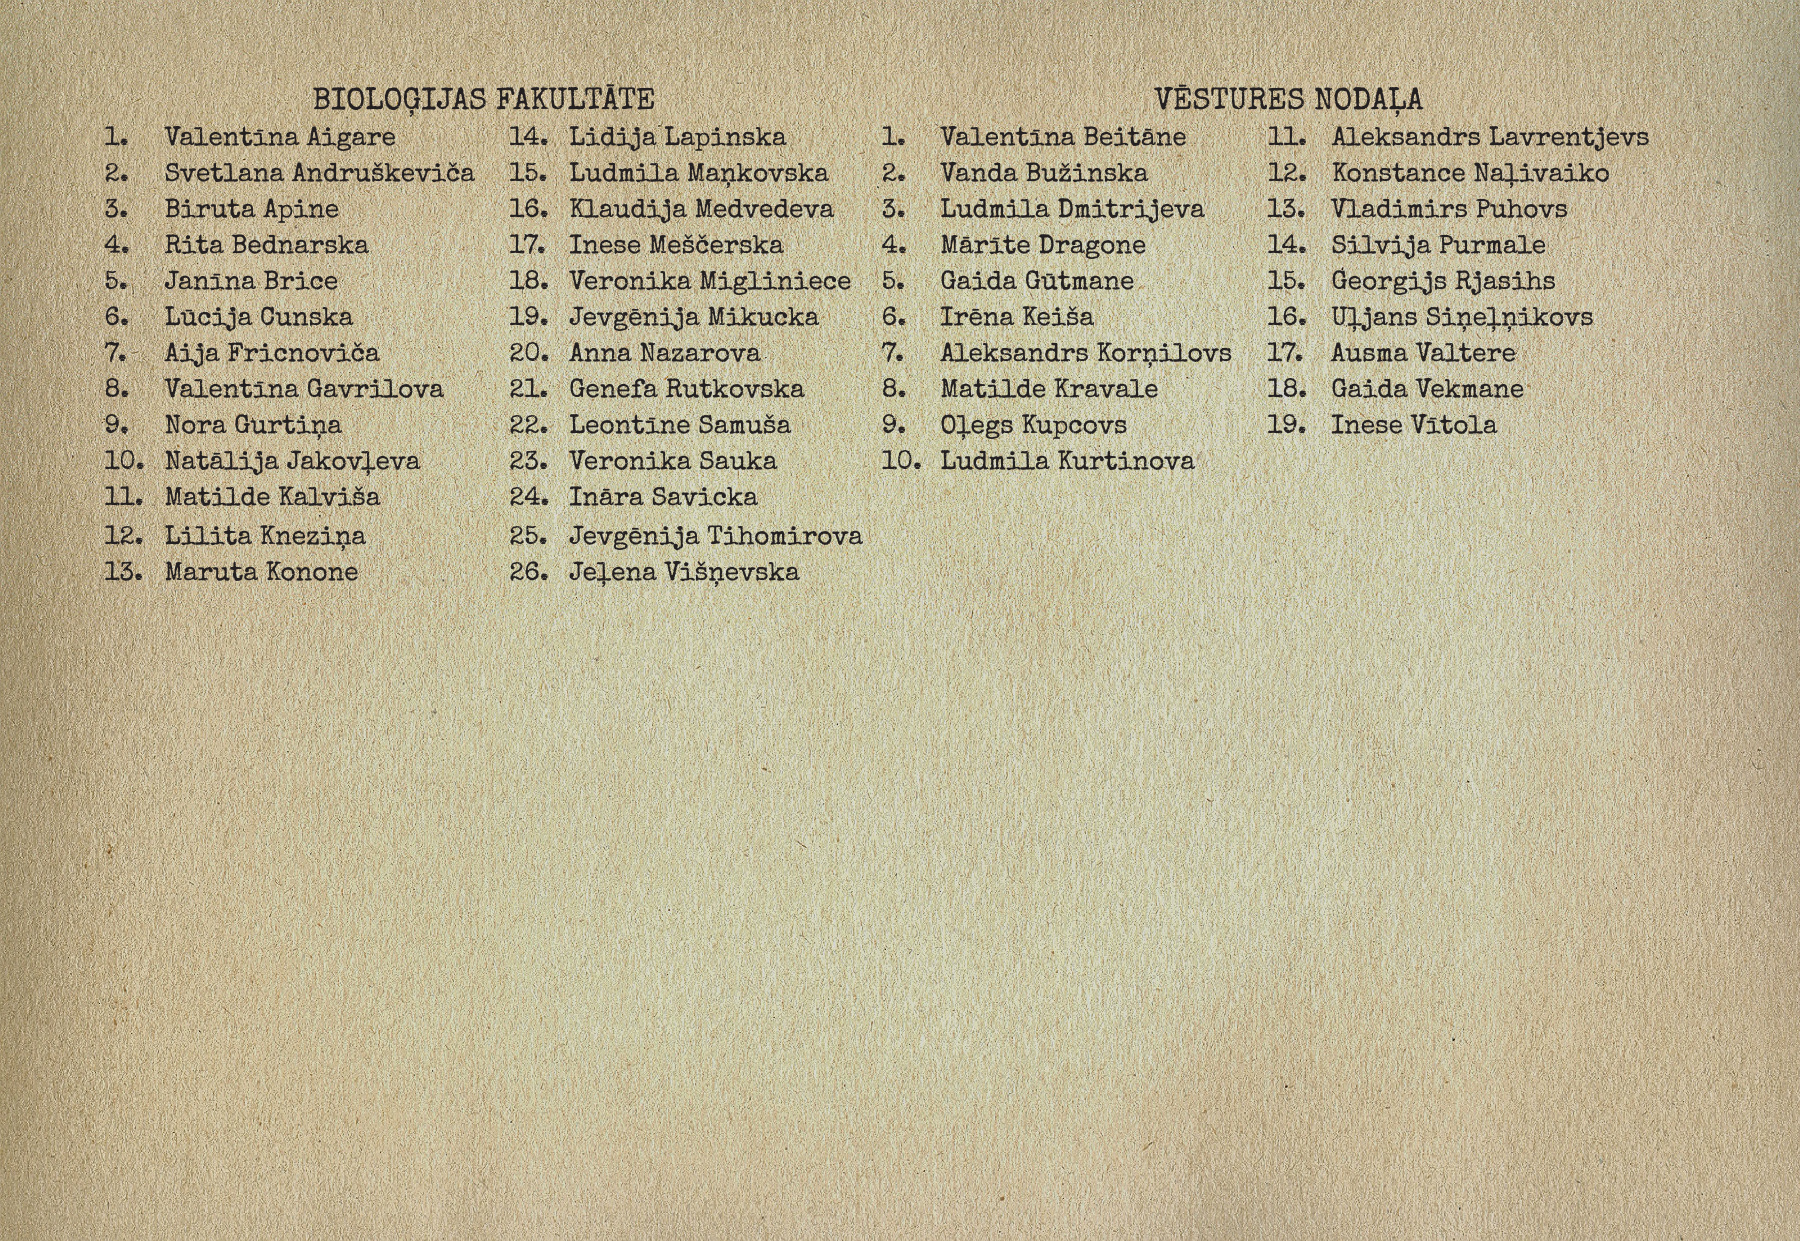 BIOLOĢIJAS FAKULTĀTE
1. Valentīna Aigare
2. Svetlana Andruškeviča
3. Biruta Apine
4. Rita Bednarska
5. Janīna Brice
6. Lūcija Cunska
7. Aija Fricnoviča
8. Valentīna Gavrilova
9. Nora Gurtiņa
10. Natālija Jakovļeva
11. Matilde Kalviša
12. Lilita Kneziņa
13. Maruta Konone
14. Lidija Lapinska
15. Ludmila Maņkovska
16. Klaudija Medvedeva
17. Inese Meščerska
18. Veronika Migliniece
19. Jevgēnija Mikucka
20. Anna Nazarova
21. Genefa Rutkovska
22. Leontīne Samuša
23. Veronika Sauka
24. Ināra Savicka
25. Jevgēnija Tihomirova
26. Jeļena Višņevska
VĒSTURES NODAĻA
1. Valentīna Beitāne
2. Vanda Bužinska
3. Ludmila Dmitrijeva
4. Mārīte Dragone
5. Gaida Gūtmane
6. Irēna Keiša
7. Aleksandrs Korņilovs
8. Matilde Kravale
9. Oļegs Kupcovs
10. Ludmila Kurtinova
11. Aleksandrs Lavrentjevs
12. Konstance Naļivaiko
13. Vladimirs Puhovs
14. Silvija Purmale
15. Georgijs Rjasihs
16. Uļjans Siņeļņikovs
17. Ausma Valtere
18. Gaida Vekmane
19. Inese Vītola